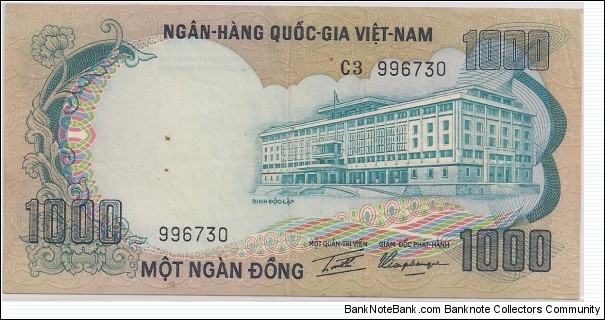 NGÂN-HÀNG QUỐC-GIA VIỆT-NAM
1000
C3 996730
DINH ĐỘC LẬP
1000
996730
MỘT QUẢN TRỊ VIÊN
GIÁM ĐỐC PHÁT-HÀNH
1000
MỘT NGÀN ĐỒNG
www.BankNoteBank.com - Banknote Collectors Community